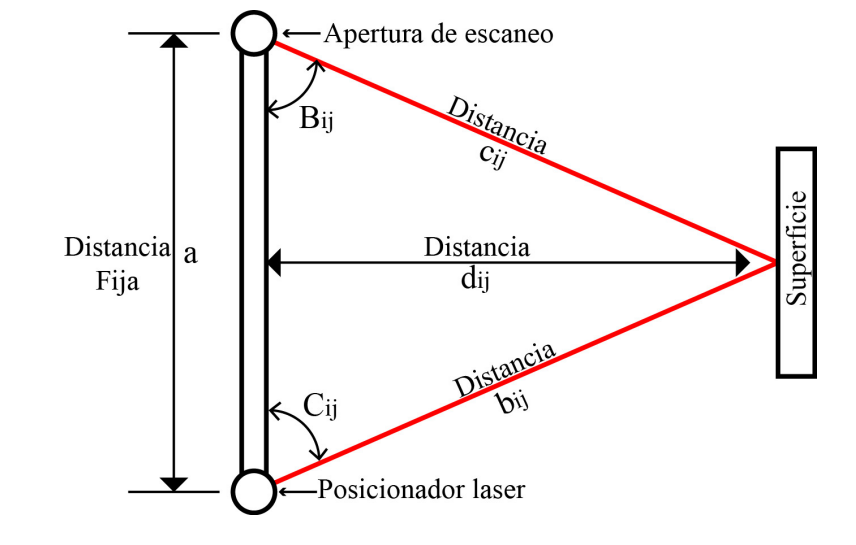 Apertura de escaneo
Bij
Distancia
cij
Distancia
Fija
a
Distancia
dij
Superficie
Distancia
bij
Cij
Posicionador laser